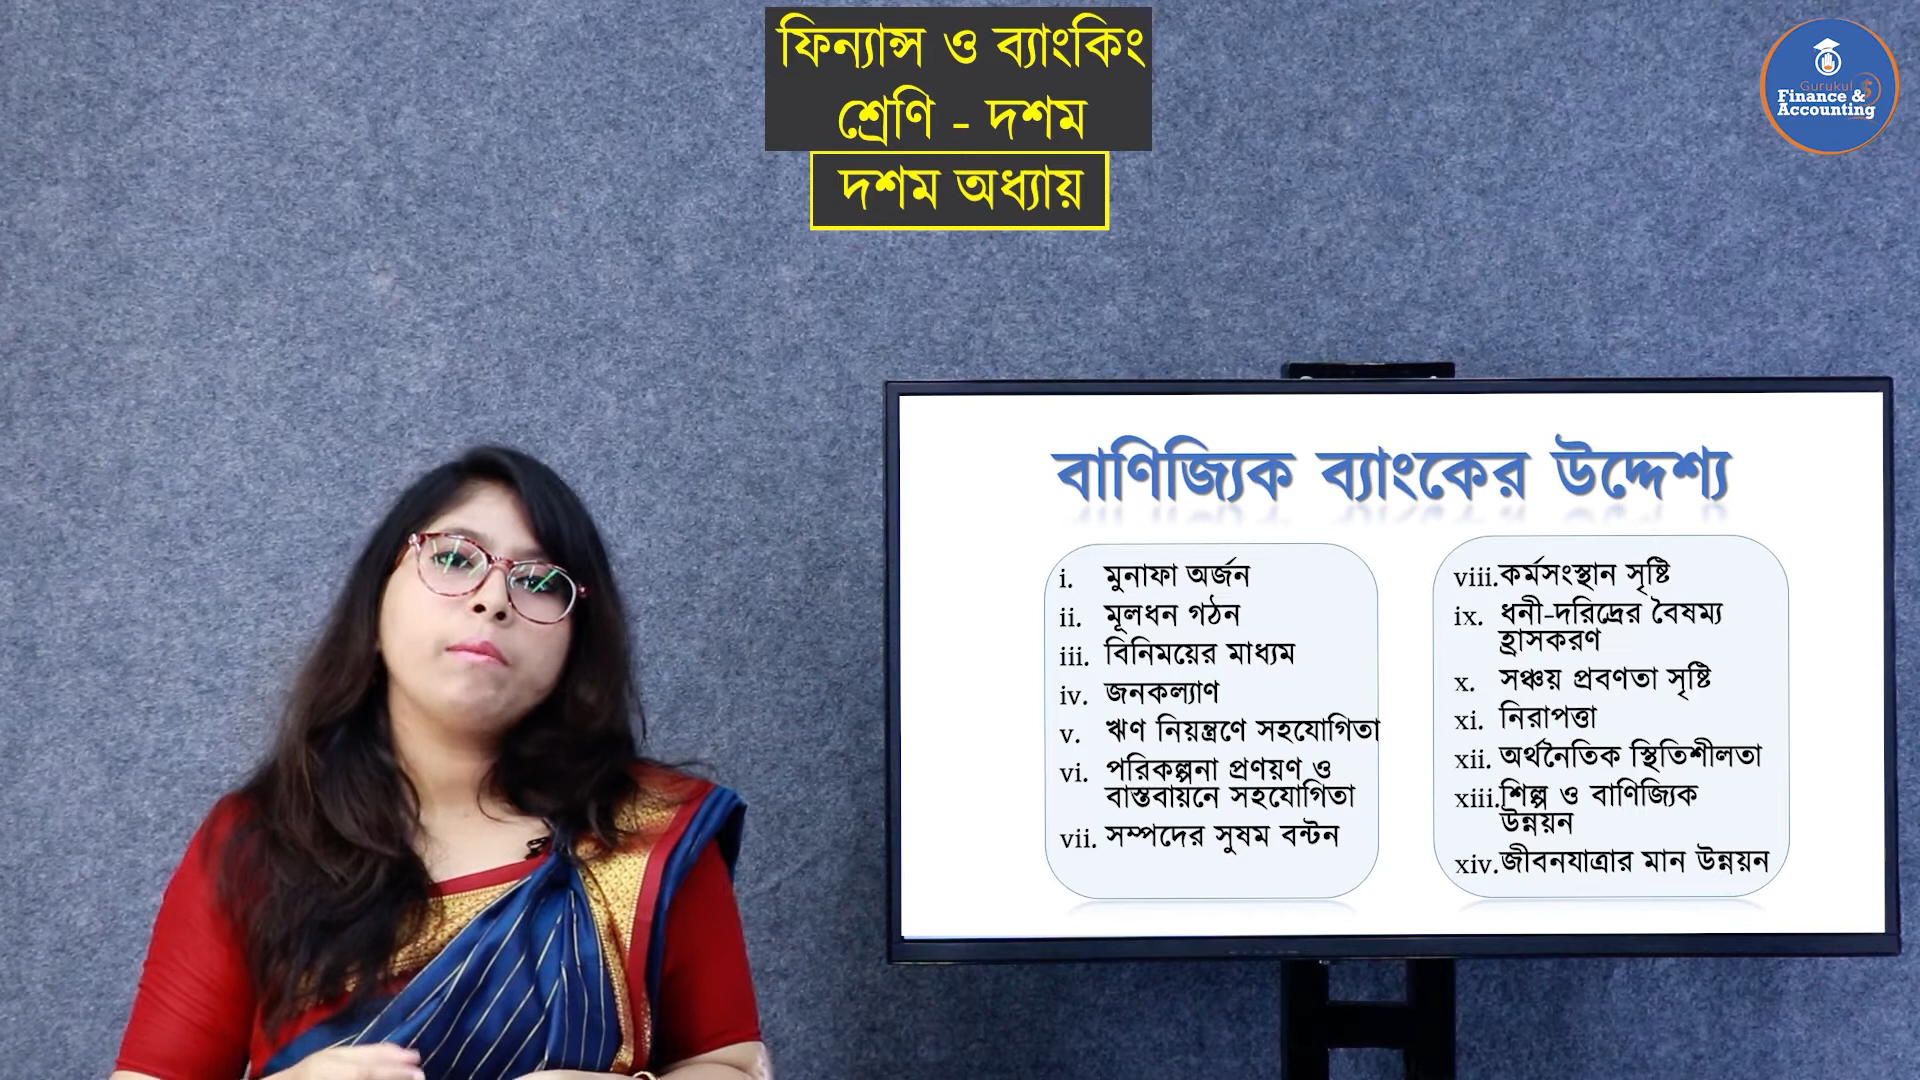 ফিন্যান্স ও ব্যাংকিং
শ্রেণি - দশম
দশম অধ্যায়
Gurukul
Finance &
Accounting
বাণিজ্যিক ব্যাংকের উদ্দেশ্য
i. মুনাফা অর্জন
ii. মূলধন গঠন
iii. বিনিময়ের মাধ্যম
iv. জনকল্যাণ
v. ঋণ নিয়ন্ত্রণে সহযোগিতা
vi. পরিকল্পনা প্রণয়ণ ও
বাস্তবায়নে সহযোগিতা
vii. সম্পদের সুষম বন্টন
viii. কর্মসংস্থান সৃষ্টি
ix. ধনী-দরিদ্রের বৈষম্য
হ্রাসকরণ
x. সঞ্চয় প্রবণতা সৃষ্টি
xi. নিরাপত্তা
xii. অর্থনৈতিক স্থিতিশীলতা
xiii. শিল্প ও বাণিজ্যিক
উন্নয়ন
xiv. জীবনযাত্রার মান উন্নয়ন